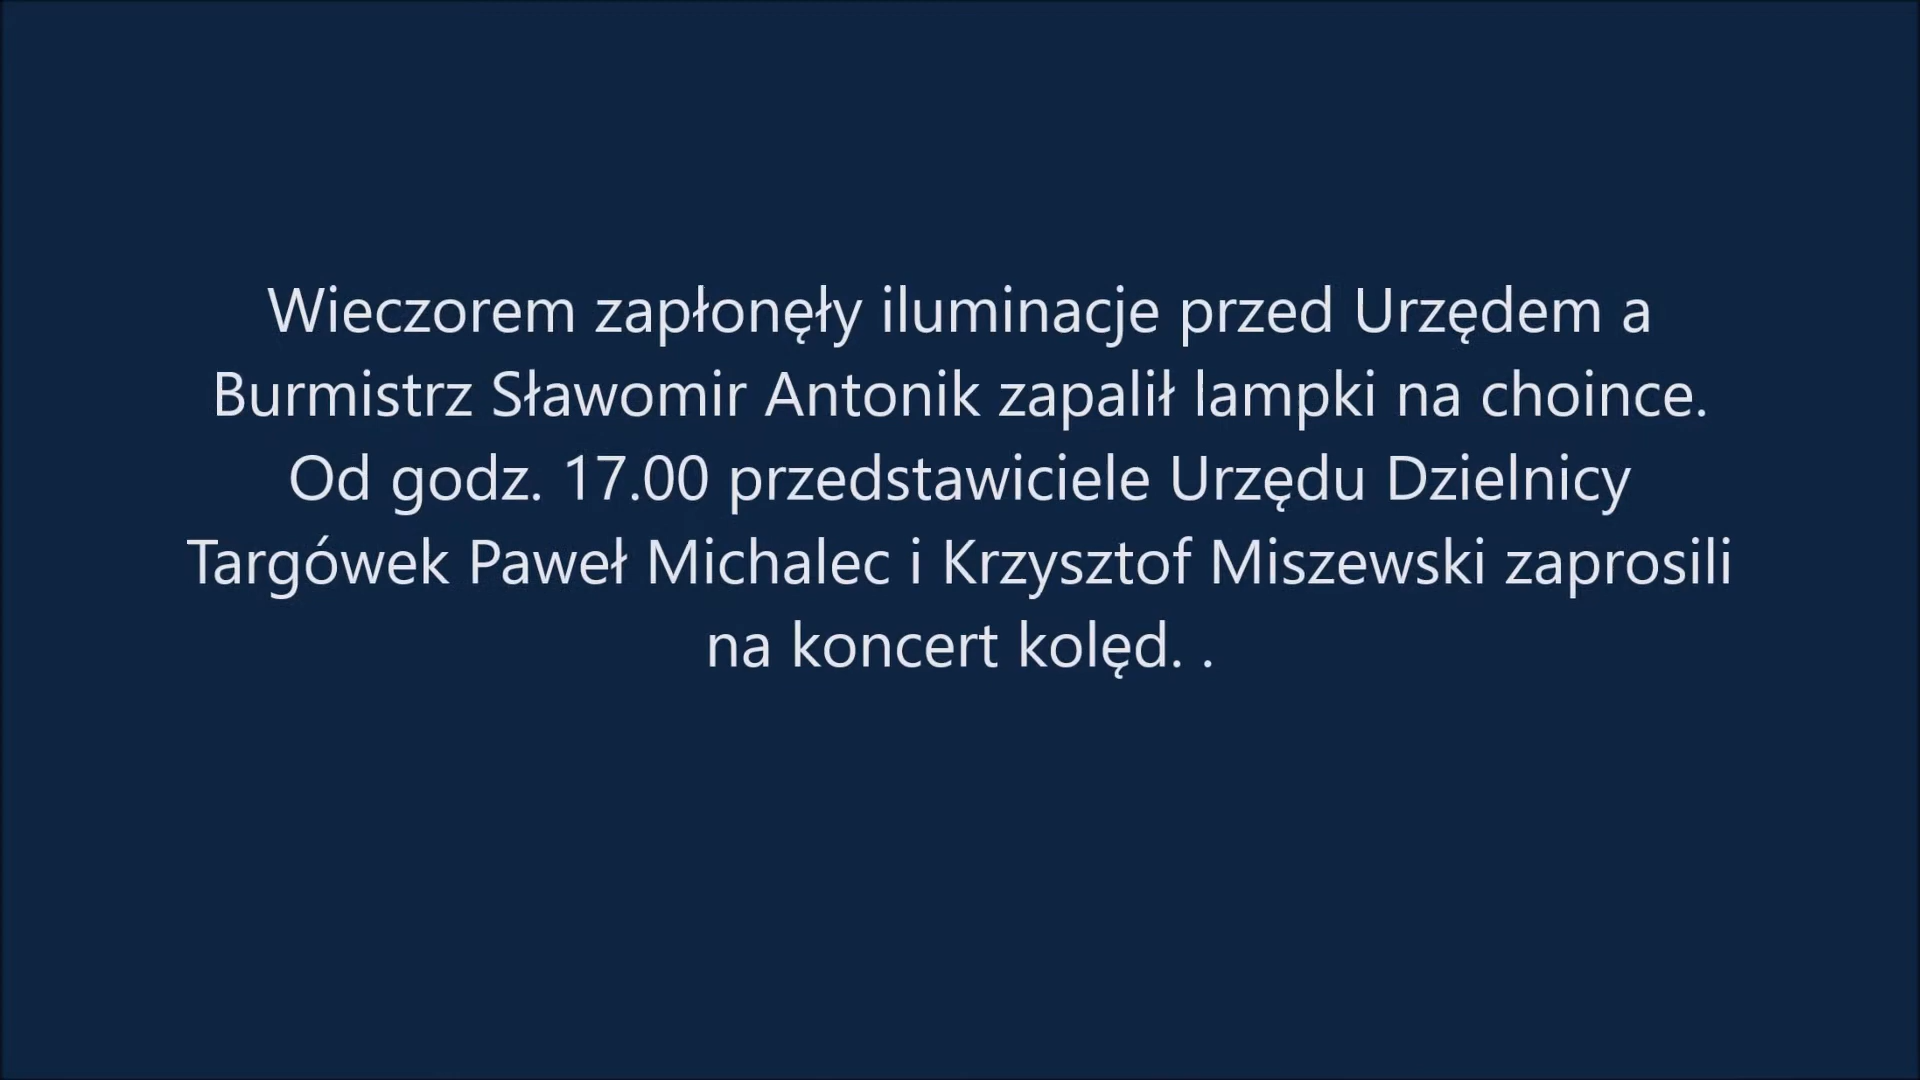 Wieczorem zapłonęły iluminacje przed Urzędem a
Burmistrz Sławomir Antonik zapalił lampki na choince.
Od godz. 17.00 przedstawiciele Urzędu Dzielnicy
Targówek Paweł Michalec i Krzysztof Miszewski zaprosili
na koncert kolęd. .